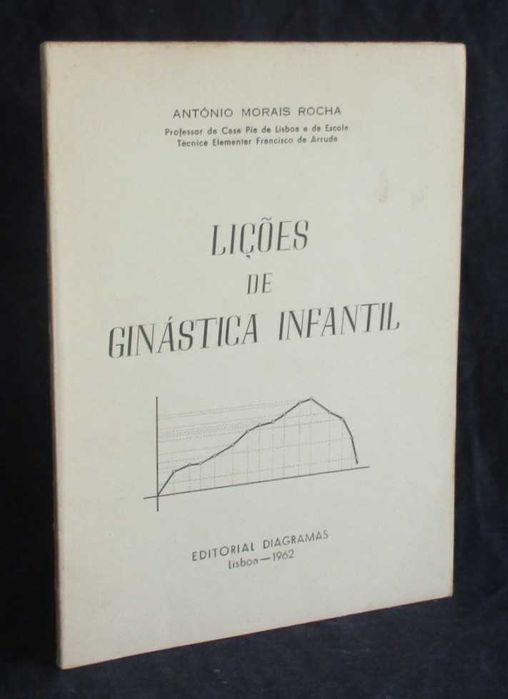 ANTÓNIO MORAIS ROCHA
Professor da Casa Pia de Lisboa e da Escola
Técnica Elementar Francisco de Arruda
LIÇÕES
DE
GINÁSTICA INFANTIL
EDITORIAL DIAGRAMAS
Lisboa—1962